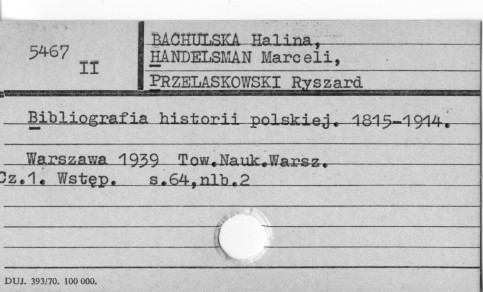 BACHULSKA Halina,
5467
HANDELSMAN Marceli,
II
PRZELASKOWSKI Ryszard
Bibliografia historii polskiej. 1815-1914.
Warszawa 1939 Tow.Nauk.Warsz.
Cz.1. Wstęp. s.64,nlb.2
DUJ. 393/70. 100 000.